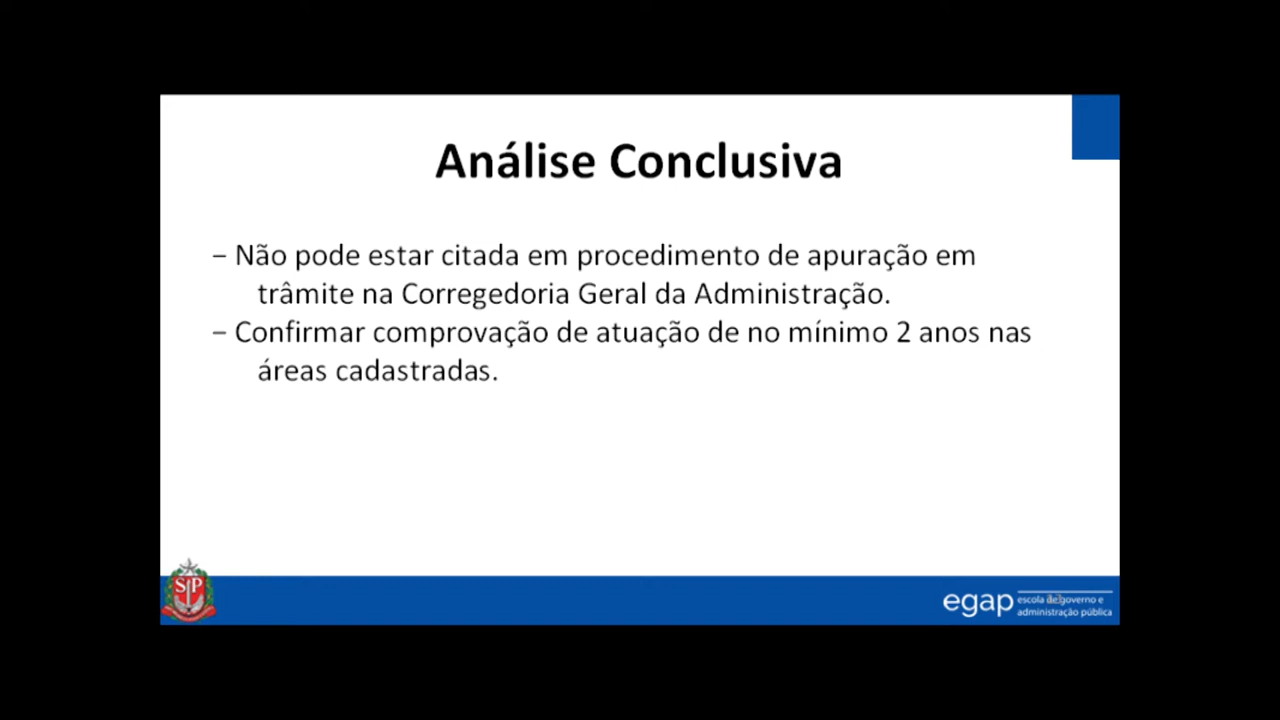 Análise Conclusiva
– Não pode estar citada em procedimento de apuração em
trâmite na Corregedoria Geral da Administração.
– Confirmar comprovação de atuação de no mínimo 2 anos nas
áreas cadastradas.
SP
egap
escola de governo e
administração pública